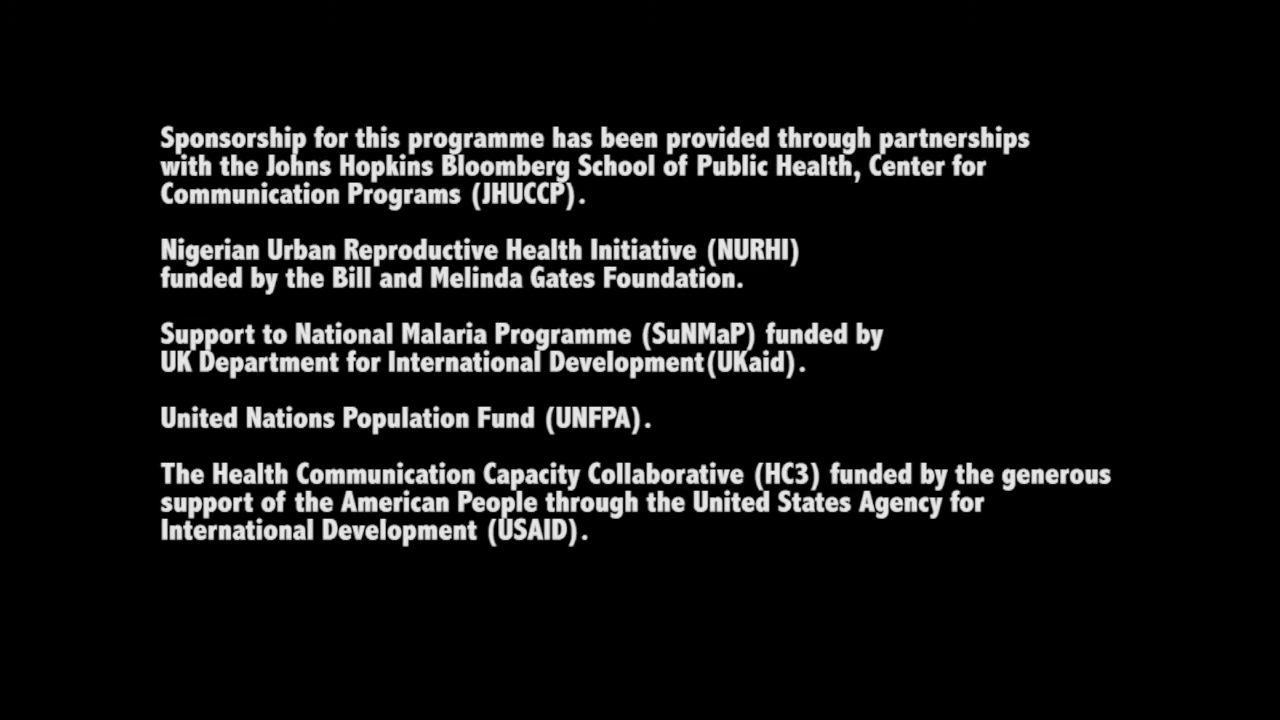 Sponsorship for this programme has been provided through partnerships
with the Johns Hopkins Bloomberg School of Public Health, Center for
Communication Programs (JHUCCP).
Nigerian Urban Reproductive Health Initiative (NURHI)
funded by the Bill and Melinda Gates Foundation.
Support to National Malaria Programme (SuNMaP) funded by
UK Department for International Development(UKaid).
United Nations Population Fund (UNFPA).
The Health Communication Capacity Collaborative (HC3) funded by the generous
support of the American People through the United States Agency for
International Development (USAID).